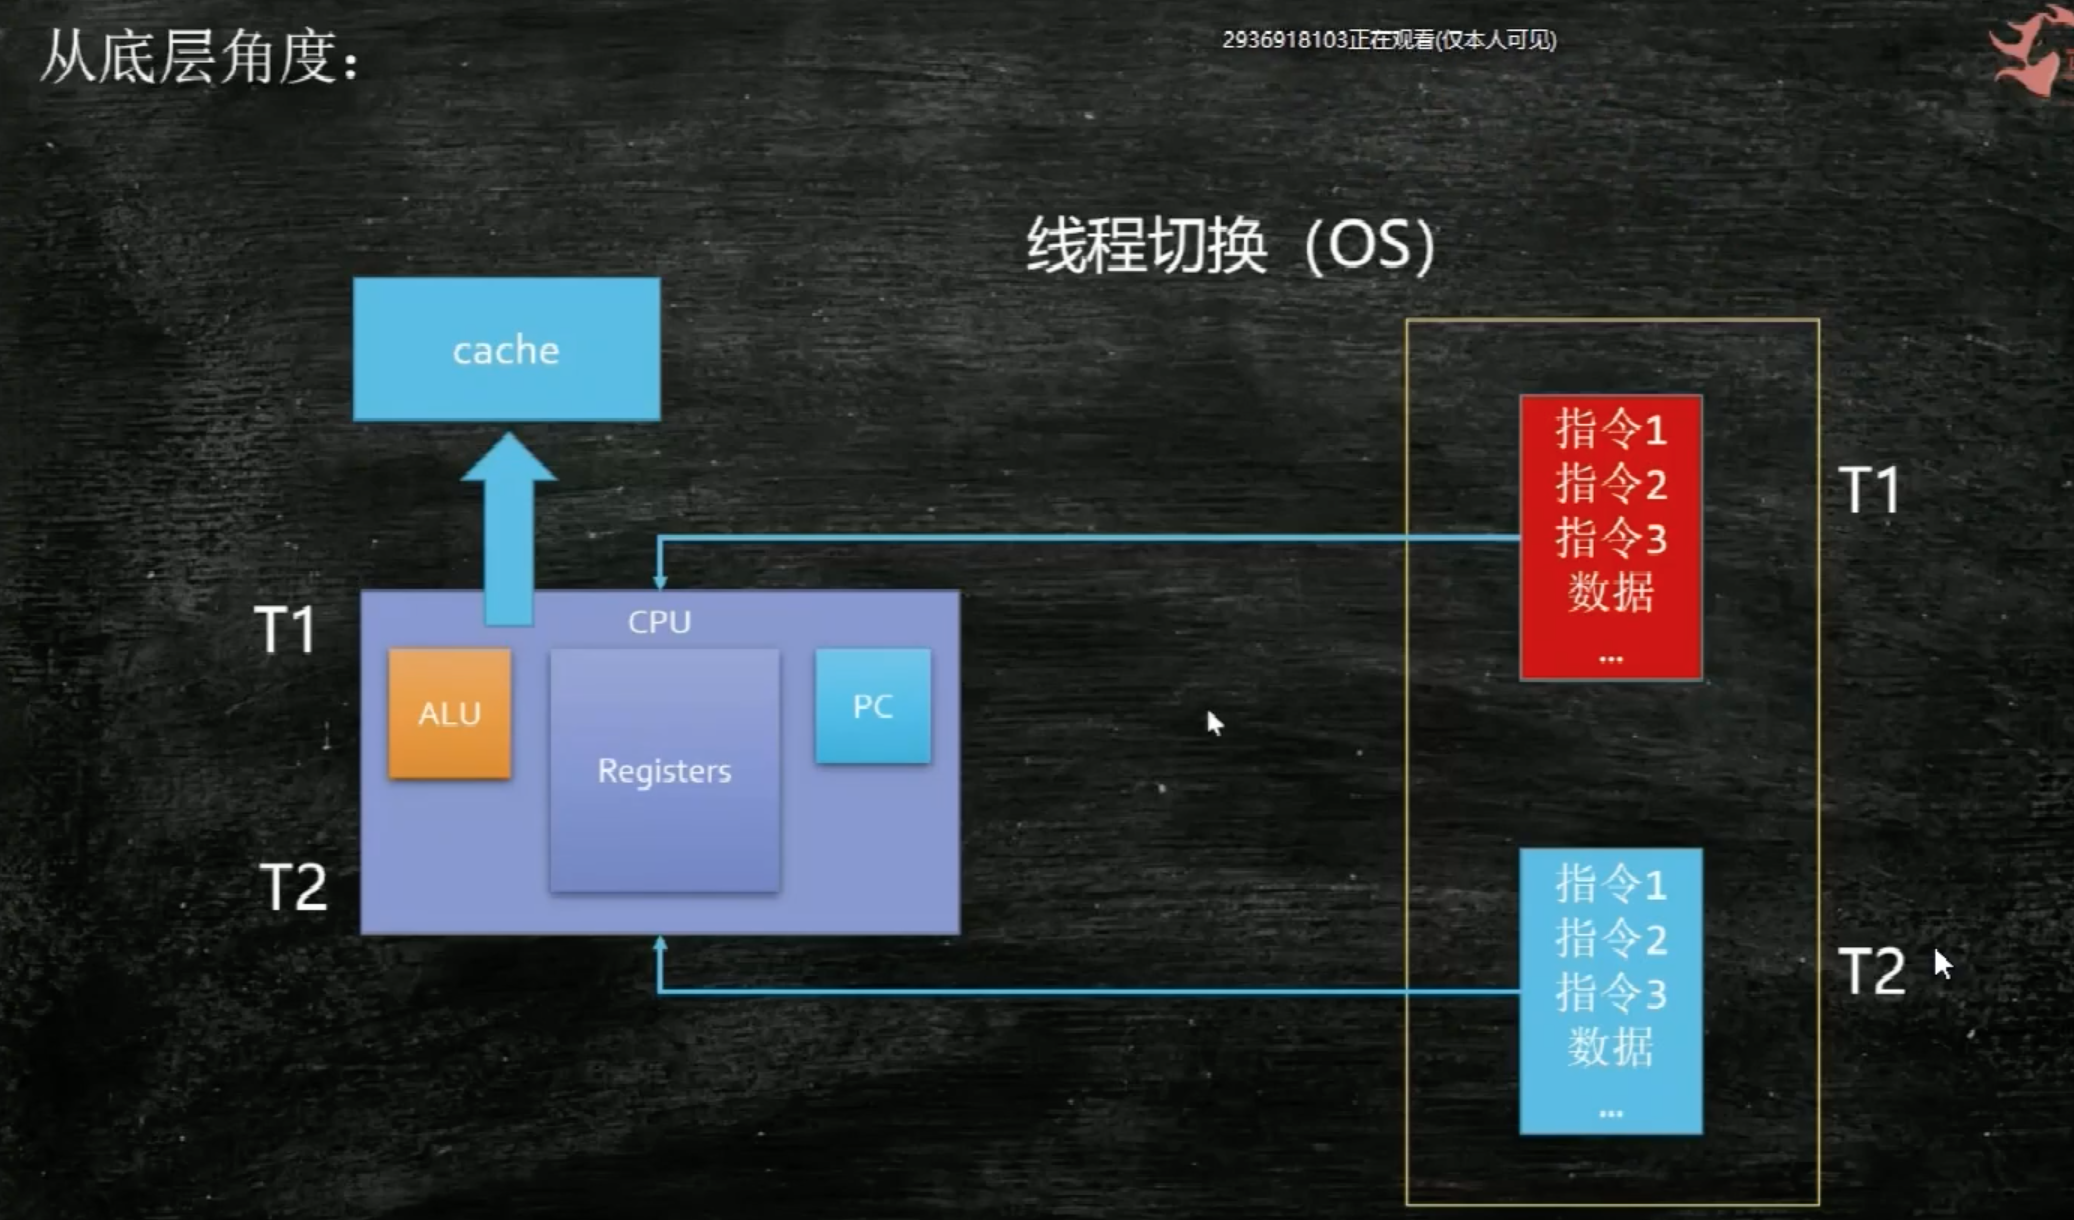 从底层角度：
2936918103正在观看(仅本人可见)
线程切换（OS）
cache
T1
CPU
ALU
Registers
PC
T2
指令1
指令2
指令3
数据
...
T1
指令1
指令2
指令3
数据
...
T2